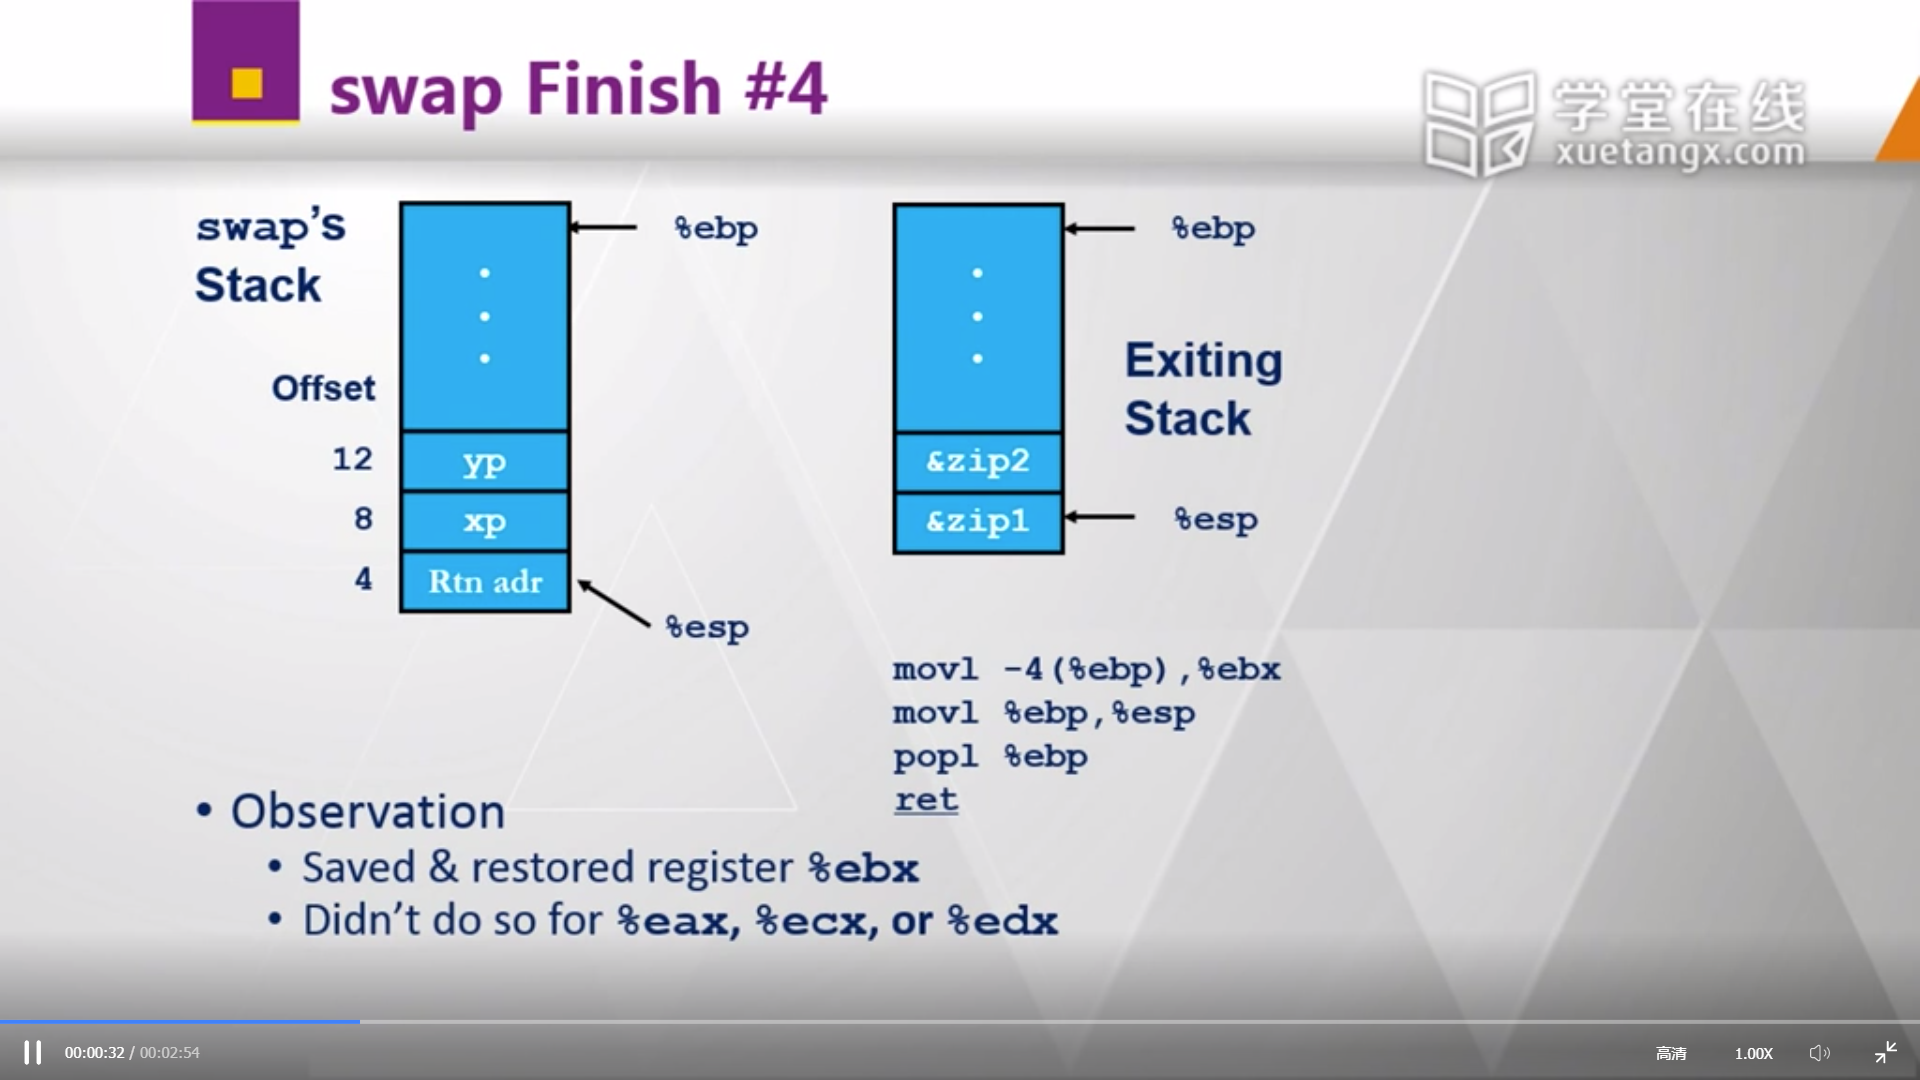 swap Finish #4
学堂在线
xuetangx.com
swap's
Stack
%ebp
Offset
12 yp
8 xp
4 Rtn adr
%esp
%ebp
Exiting
Stack
&zip2
&zip1
%esp
movl -4(%ebp),%ebx
movl %ebp,%esp
popl %ebp
ret
• Observation
• Saved & restored register %ebx
• Didn't do so for %eax, %ecx, or %edx
00:00:32 / 00:02:54
高清
1.00X